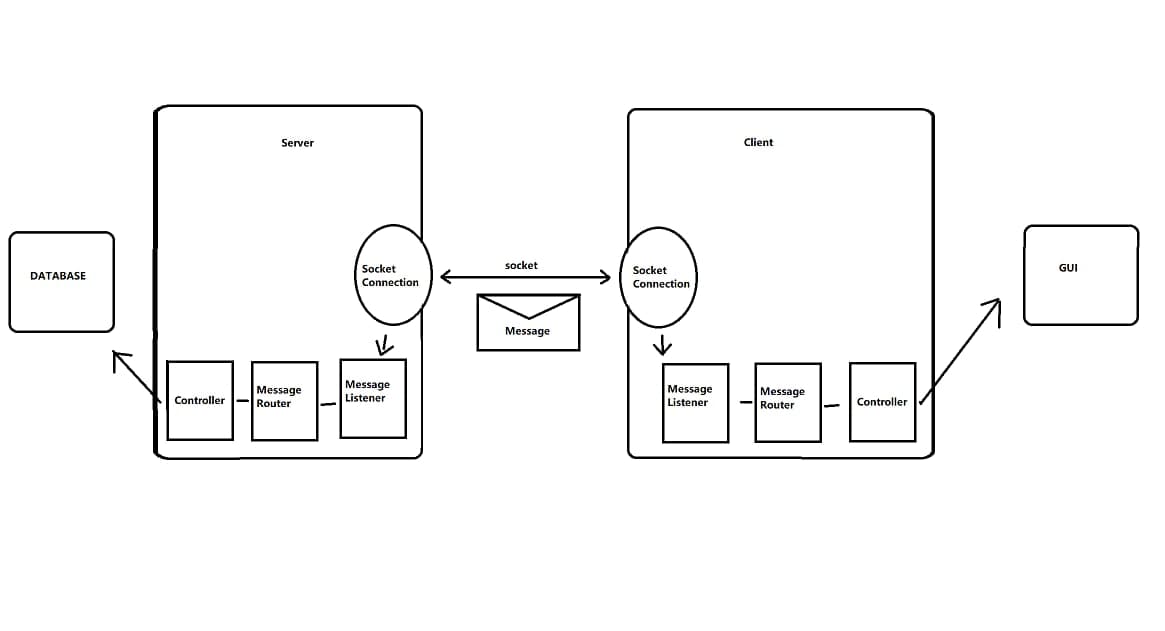 Server
Client
DATABASE
Socket
Connection
socket
Message
Socket
Connection
GUI
Controller
Message
Router
Message
Listener
Message
Listener
Message
Router
Controller